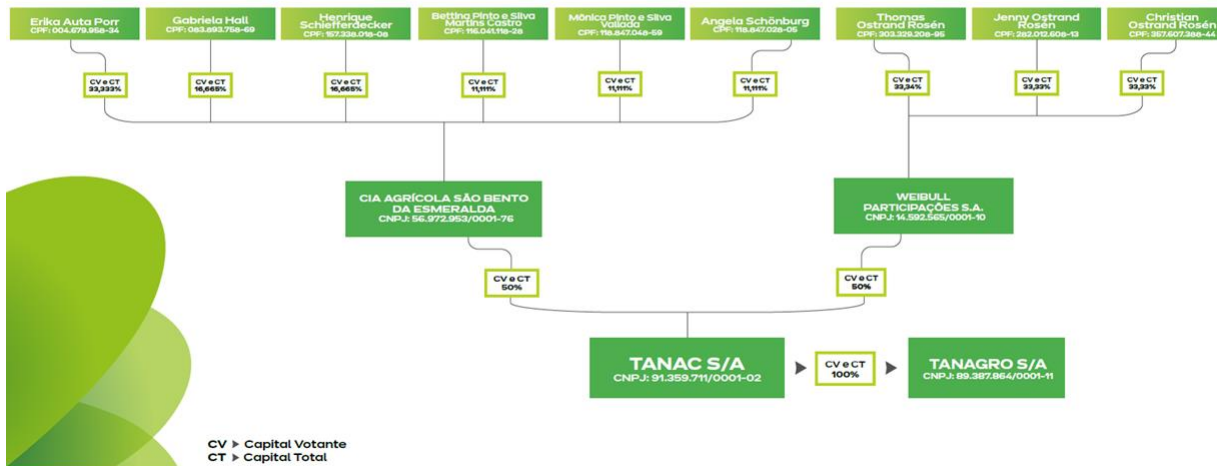 Erika Auta Porr
CPF: 004.679.958-34
Gabriela Hall
CPF: 083.893.758-69
Henrique
Schiefferdecker
CPF: 157.338.018-08
Bettina Pinto e Silva
Martins Castro
CPF: 116.041.118-28
Mônica Pinto e Silva
Vallada
CPF: 118.847.048-59
Angela Schönburg
CPF: 118.847.028-05
Thomas
Ostrand Rosén
CPF: 303.329.208-95
Jenny Ostrand
Rosén
CPF: 282.012.608-13
Christian
Ostrand Rosén
CPF: 357.607.388-44
CV e CT
33,333%
CV e CT
16,665%
CV e CT
16,665%
CV e CT
11,111%
CV e CT
11,111%
CV e CT
11,111%
CV e CT
33,34%
CV e CT
33,33%
CV e CT
33,33%
CIA AGRÍCOLA SÃO BENTO
DA ESMERALDA
CNPJ: 56.972.953/0001-76
WEIBULL
PARTICIPAÇÕES S.A.
CNPJ: 14.592.565/0001-10
CV e CT
50%
CV e CT
50%
TANAC S/A
CNPJ: 91.359.711/0001-02
CV e CT
100%
TANAGRO S/A
CNPJ: 89.387.864/0001-11
CV ▶ Capital Votante
CT ▶ Capital Total